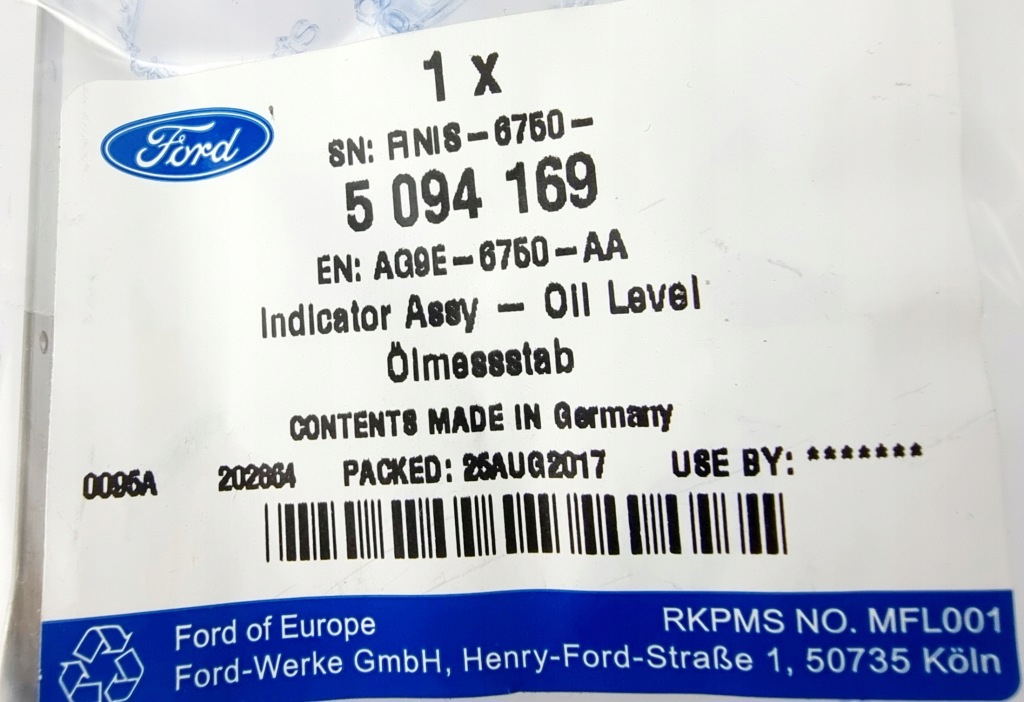 1 x
Ford
SN: FINIS-6750-
5 094 169
EN: AG9E-6750-AA
Indicator Assy - Oil Level
Ölmessstab
CONTENTS MADE IN Germany
0095A 202864 PACKED: 25AUG2017 USE BY: *******
Ford of Europe RKPMS NO. MFL001
Ford-Werke GmbH, Henry-Ford-Straße 1, 50735 Köln